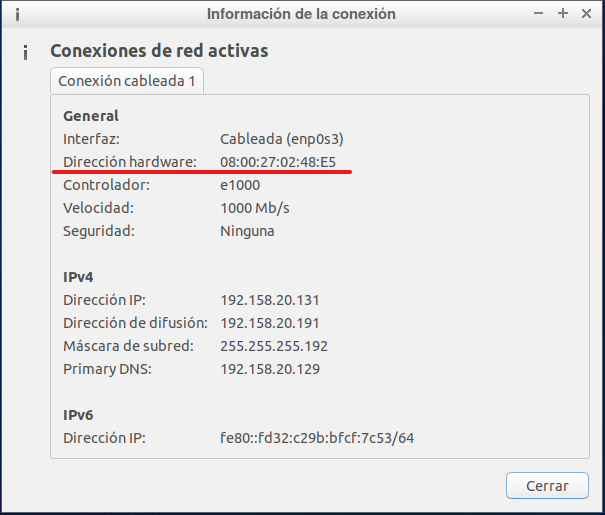 Información de la conexión
Conexiones de red activas
Conexión cableada 1
General
Interfaz: Cableada (enp0s3)
Dirección hardware: 08:00:27:02:48:E5
Controlador: e1000
Velocidad: 1000 Mb/s
Seguridad: Ninguna
IPv4
Dirección IP: 192.158.20.131
Dirección de difusión: 192.158.20.191
Máscara de subred: 255.255.255.192
Primary DNS: 192.158.20.129
IPv6
Dirección IP: fe80::fd32:c29b:bfcf:7c53/64
Cerrar